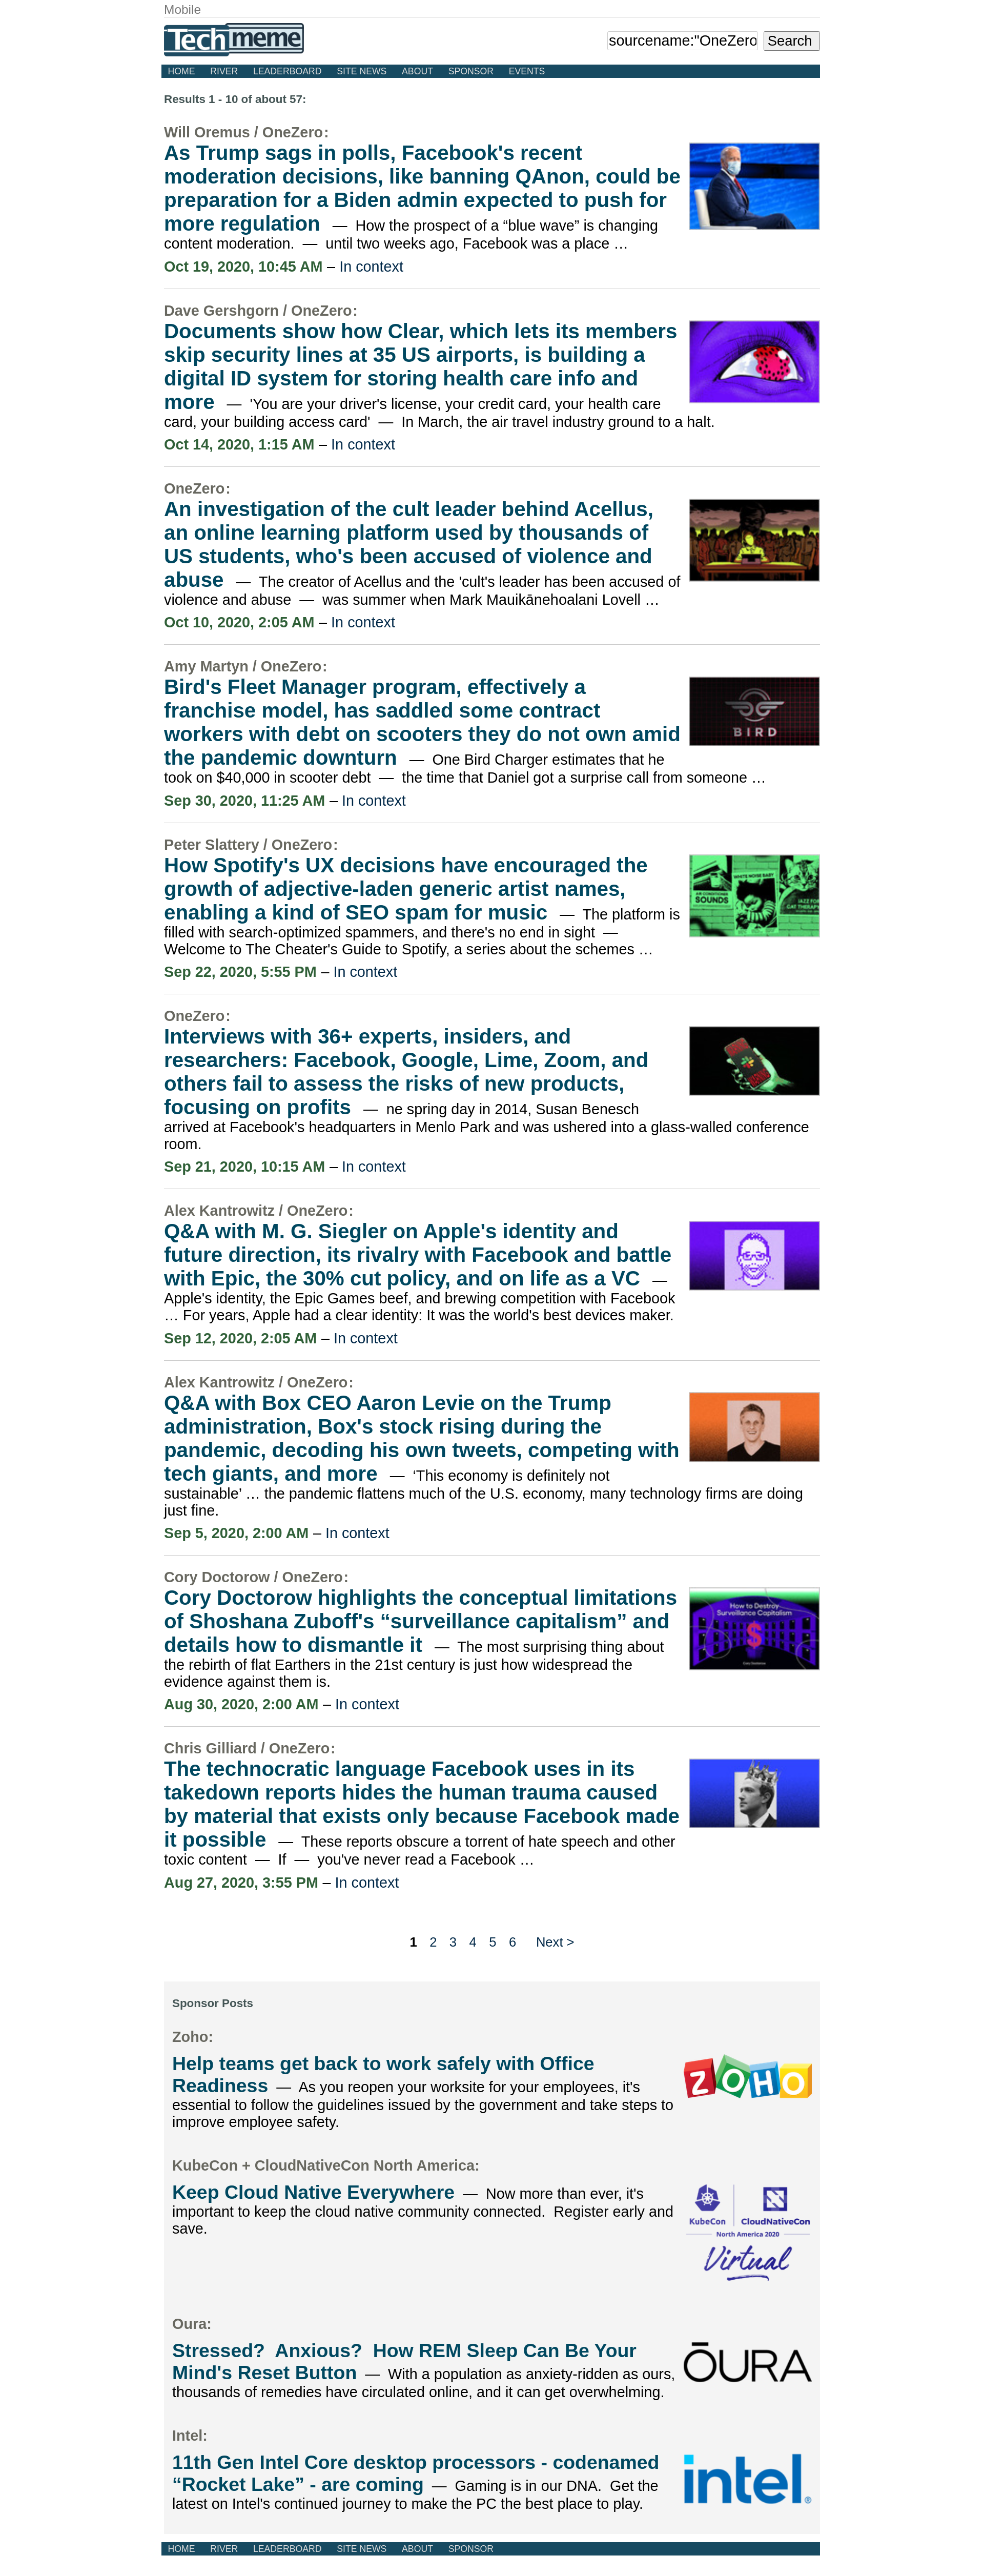 Mobile
Techmeme
sourcename:"OneZero
Search
HOME RIVER LEADERBOARD SITE NEWS ABOUT SPONSOR EVENTS
Results 1 - 10 of about 57:
Will Oremus / OneZero:
As Trump sags in polls, Facebook's recent
moderation decisions, like banning QAnon, could be
preparation for a Biden admin expected to push for
more regulation — How the prospect of a “blue wave” is changing
content moderation. — until two weeks ago, Facebook was a place …
Oct 19, 2020, 10:45 AM – In context
Dave Gershgorn / OneZero:
Documents show how Clear, which lets its members
skip security lines at 35 US airports, is building a
digital ID system for storing health care info and
more — 'You are your driver's license, your credit card, your health care
card, your building access card' — In March, the air travel industry ground to a halt.
Oct 14, 2020, 1:15 AM – In context
OneZero:
An investigation of the cult leader behind Acellus,
an online learning platform used by thousands of
US students, who's been accused of violence and
abuse — The creator of Acellus and the 'cult's leader has been accused of
violence and abuse — was summer when Mark Mauikānehoalani Lovell …
Oct 10, 2020, 2:05 AM – In context
Amy Martyn / OneZero:
Bird's Fleet Manager program, effectively a
franchise model, has saddled some contract
workers with debt on scooters they do not own amid
the pandemic downturn — One Bird Charger estimates that he
took on $40,000 in scooter debt — the time that Daniel got a surprise call from someone …
BIRD
Sep 30, 2020, 11:25 AM – In context
Peter Slattery / OneZero:
How Spotify's UX decisions have encouraged the
growth of adjective-laden generic artist names,
enabling a kind of SEO spam for music — The platform is
filled with search-optimized spammers, and there's no end in sight —
Welcome to The Cheater's Guide to Spotify, a series about the schemes …
SOUNDS
Sep 22, 2020, 5:55 PM – In context
OneZero:
Interviews with 36+ experts, insiders, and
researchers: Facebook, Google, Lime, Zoom, and
others fail to assess the risks of new products,
focusing on profits — ne spring day in 2014, Susan Benesch
arrived at Facebook's headquarters in Menlo Park and was ushered into a glass-walled conference
room.
Sep 21, 2020, 10:15 AM – In context
Alex Kantrowitz / OneZero:
Q&A with M. G. Siegler on Apple's identity and
future direction, its rivalry with Facebook and battle
with Epic, the 30% cut policy, and on life as a VC —
Apple's identity, the Epic Games beef, and brewing competition with Facebook
… For years, Apple had a clear identity: It was the world's best devices maker.
Sep 12, 2020, 2:05 AM – In context
Alex Kantrowitz / OneZero:
Q&A with Box CEO Aaron Levie on the Trump
administration, Box's stock rising during the
pandemic, decoding his own tweets, competing with
tech giants, and more — ‘This economy is definitely not
sustainable’ … the pandemic flattens much of the U.S. economy, many technology firms are doing
just fine.
Sep 5, 2020, 2:00 AM – In context
Cory Doctorow / OneZero:
Cory Doctorow highlights the conceptual limitations
of Shoshana Zuboff's “surveillance capitalism” and
details how to dismantle it — The most surprising thing about
the rebirth of flat Earthers in the 21st century is just how widespread the
evidence against them is.
How to Destroy
Surveillance Capitalism
$
Aug 30, 2020, 2:00 AM – In context
Chris Gilliard / OneZero:
The technocratic language Facebook uses in its
takedown reports hides the human trauma caused
by material that exists only because Facebook made
it possible — These reports obscure a torrent of hate speech and other
toxic content — If — you've never read a Facebook …
Aug 27, 2020, 3:55 PM – In context
1 2 3 4 5 6 Next >
Sponsor Posts
Zoho:
Help teams get back to work safely with Office
Readiness — As you reopen your worksite for your employees, it's
essential to follow the guidelines issued by the government and take steps to
improve employee safety.
ZOHO
KubeCon + CloudNativeCon North America:
Keep Cloud Native Everywhere — Now more than ever, it's
important to keep the cloud native community connected. Register early and
save.
KubeCon CloudNativeCon
North America 2020
Virtual
Oura:
Stressed? Anxious? How REM Sleep Can Be Your
Mind's Reset Button — With a population as anxiety-ridden as ours,
thousands of remedies have circulated online, and it can get overwhelming.
ŌURA
Intel:
11th Gen Intel Core desktop processors - codenamed
“Rocket Lake” - are coming — Gaming is in our DNA. Get the
latest on Intel's continued journey to make the PC the best place to play.
intel.
HOME RIVER LEADERBOARD SITE NEWS ABOUT SPONSOR